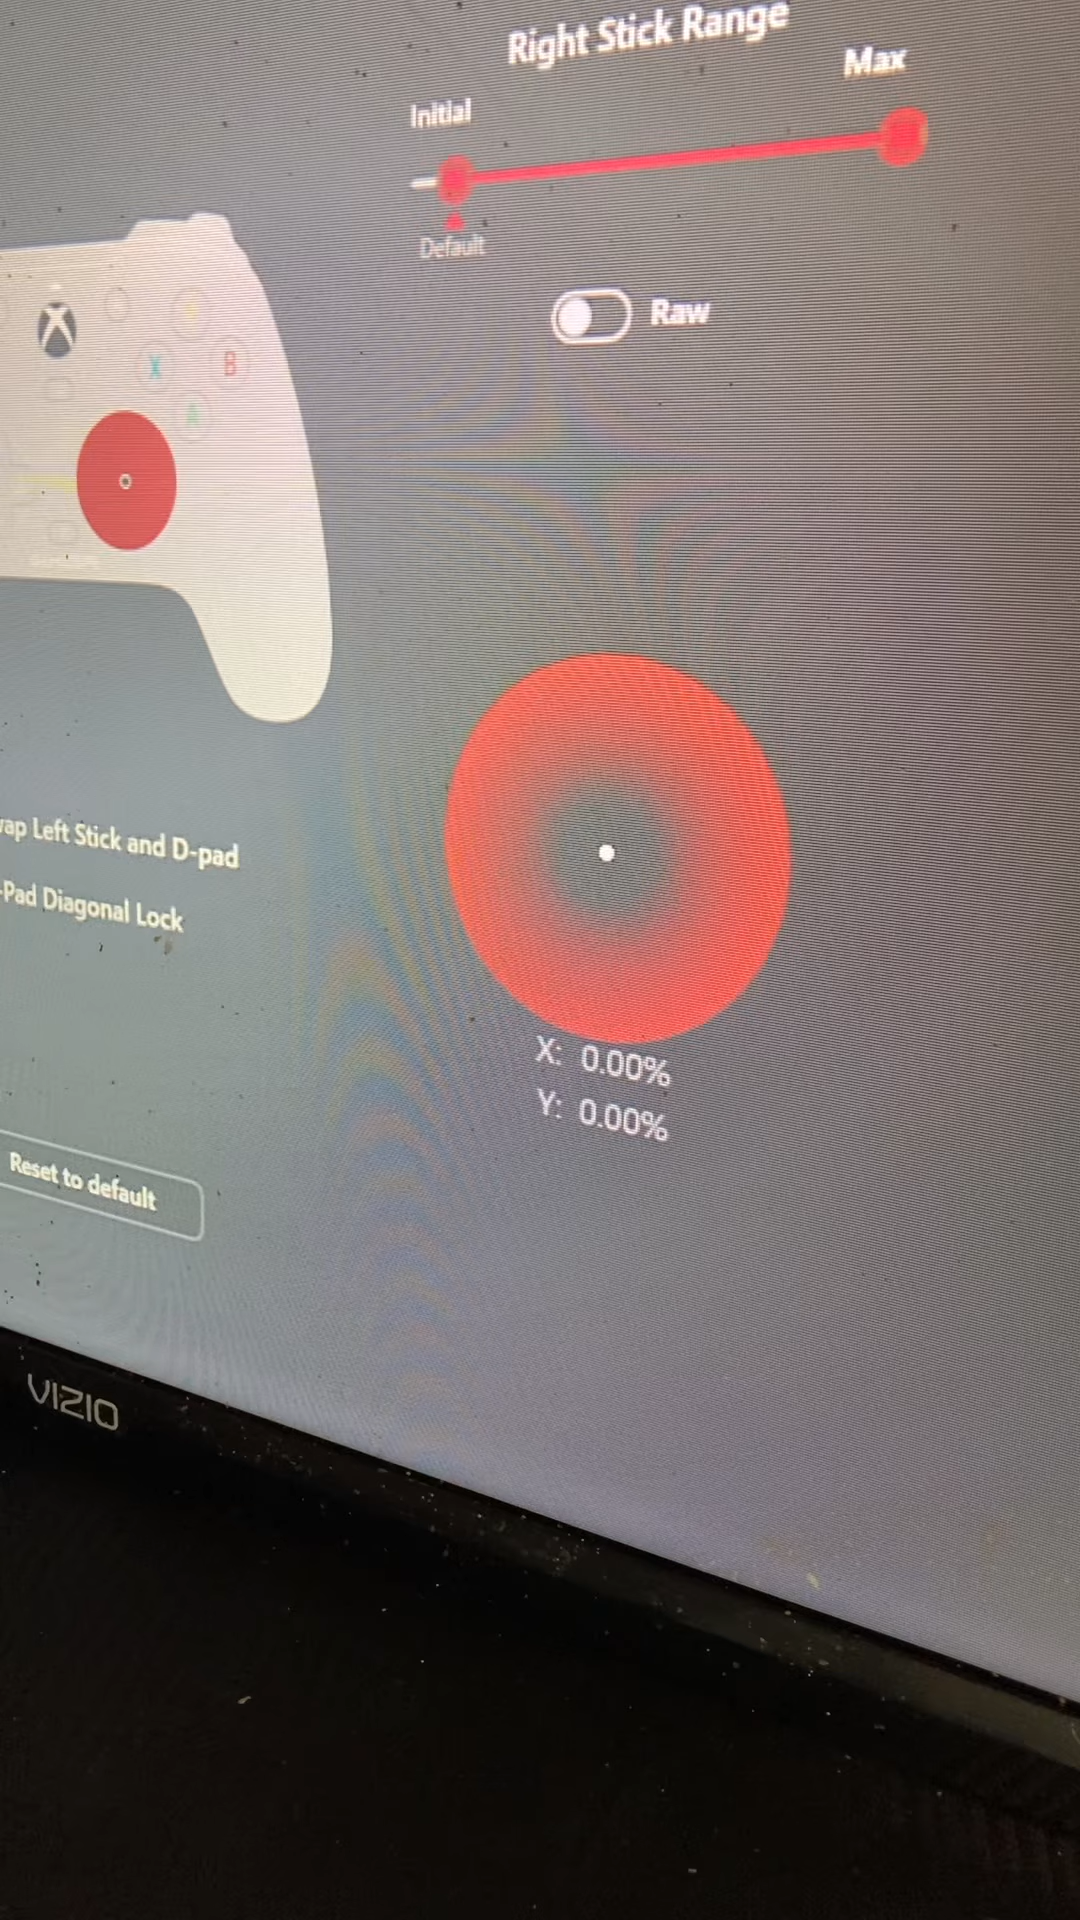 Right Stick Range
Max
Initial
Default
Raw
X
B
A
ap Left Stick and D-pad
-Pad Diagonal Lock
X: 0.00%
Y: 0.00%
Reset to default
VIZIO